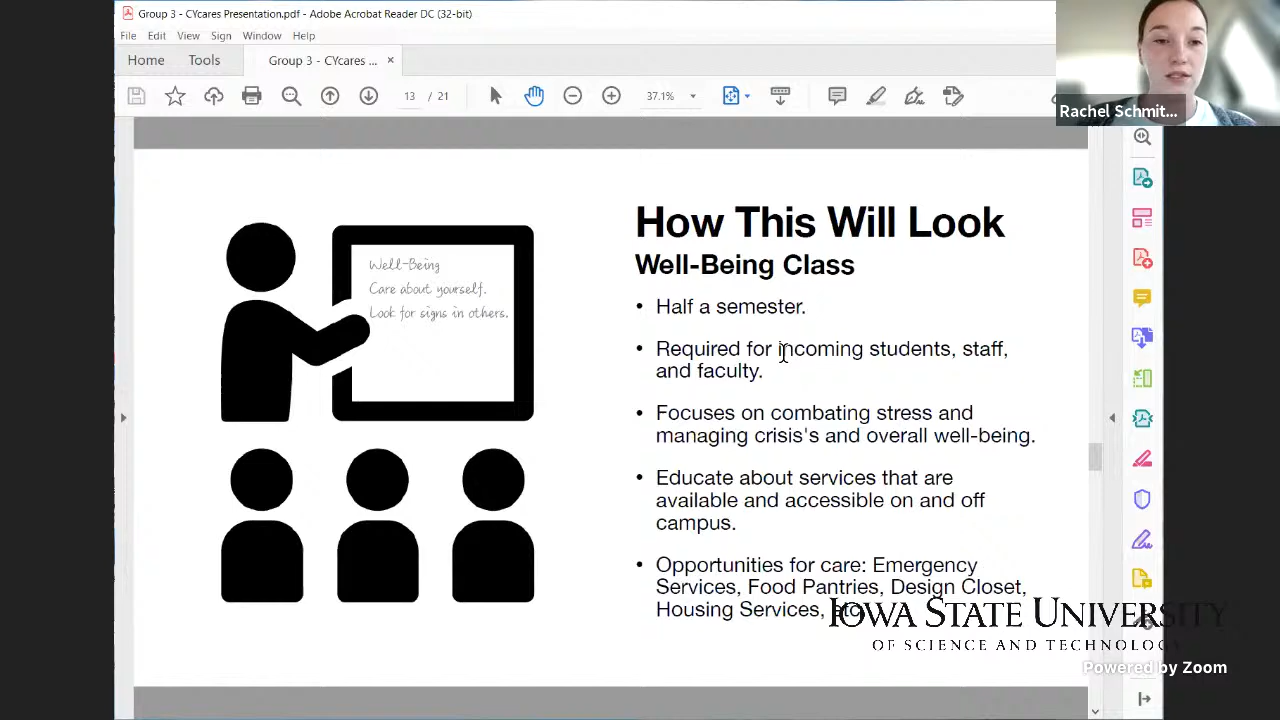 Group 3 - CYcares Presentation.pdf - Adobe Acrobat Reader DC (32-bit)
File Edit View Sign Window Help
Home Tools Group 3 - CYcares ... ×
13 / 21 37.1%
Rachel Schmit...
How This Will Look
Well-Being Class
Well-Being
Care about yourself.
Look for signs in others.
• Half a semester.
• Required for incoming students, staff,
and faculty.
• Focuses on combating stress and
managing crisis's and overall well-being.
• Educate about services that are
available and accessible on and off
campus.
• Opportunities for care: Emergency
Services, Food Pantries, Design Closet,
Housing Services, etc
IOWA STATE UNIVERSITY
OF SCIENCE AND TECHNOLOGY
Powered by Zoom